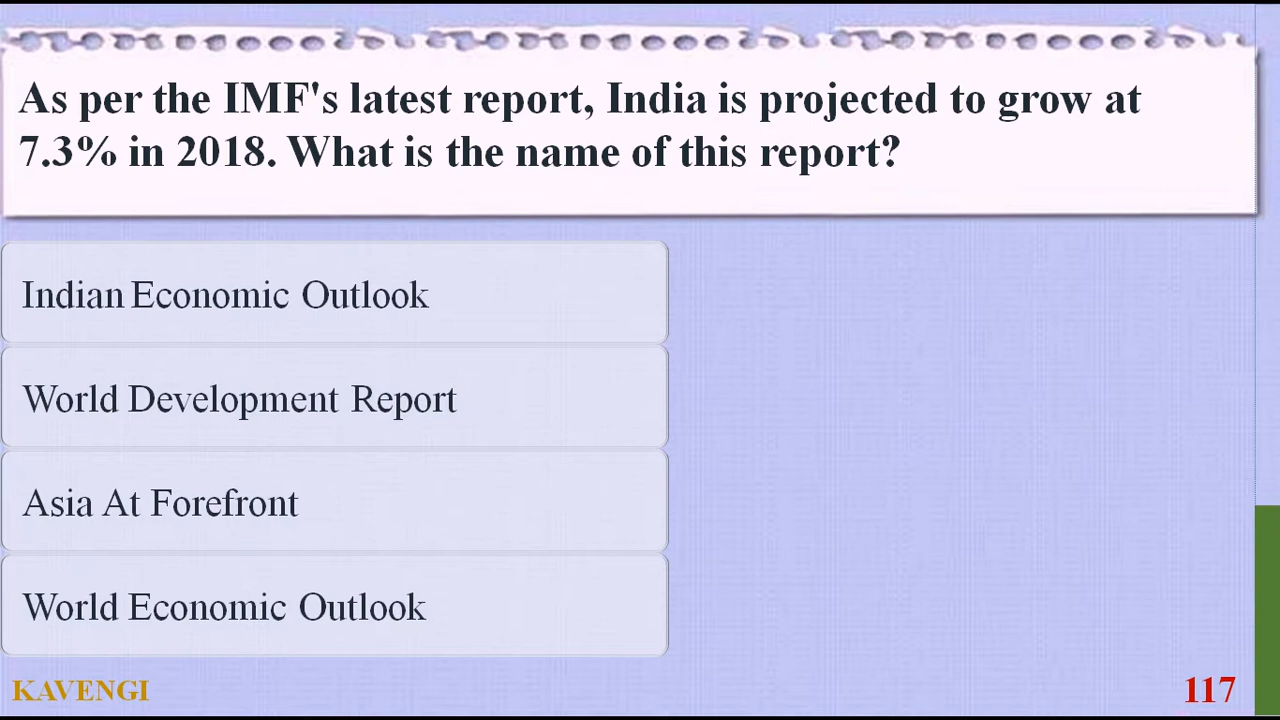 As per the IMF's latest report, India is projected to grow at
7.3% in 2018. What is the name of this report?
Indian Economic Outlook
World Development Report
Asia At Forefront
World Economic Outlook
KAVENGI
117